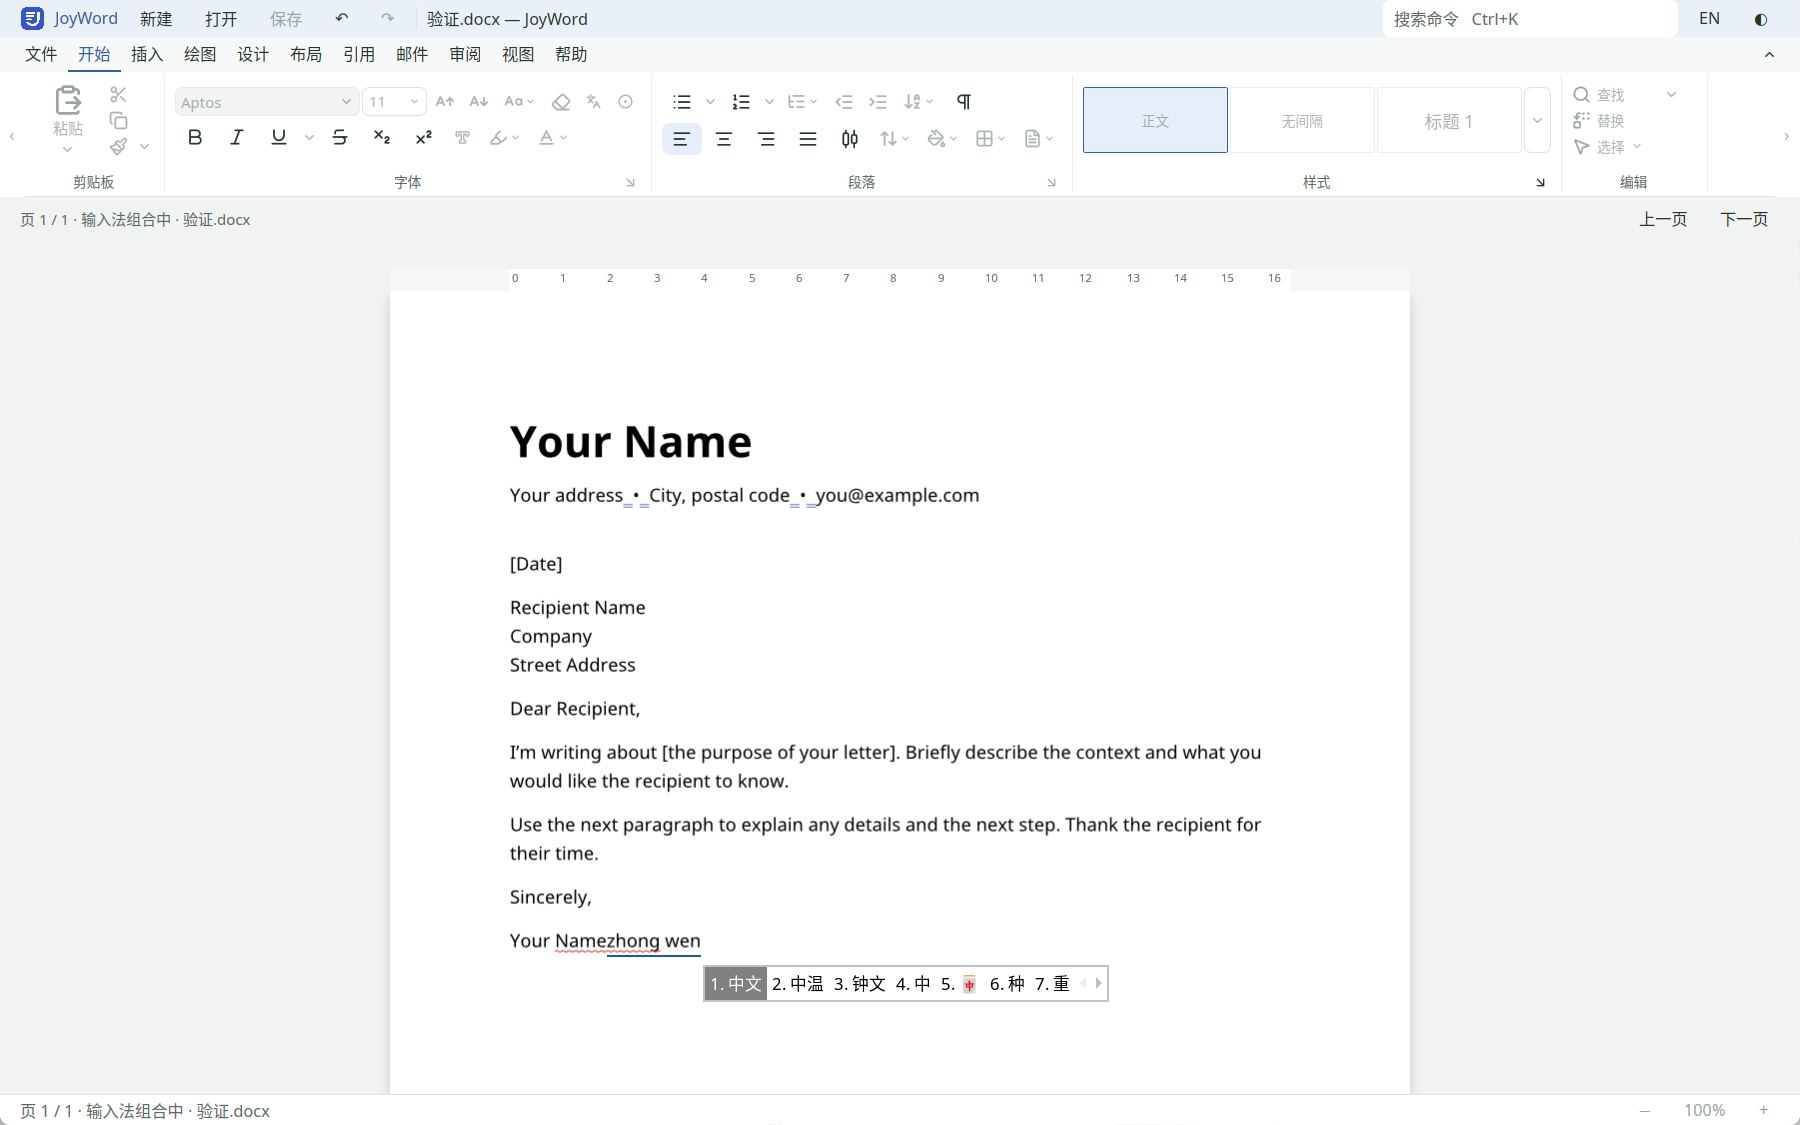 JoyWord 新建 打开 保存 验证.docx — JoyWord 搜索命令 Ctrl+K EN
文件 开始 插入 绘图 设计 布局 引用 邮件 审阅 视图 帮助
粘贴 Aptos 11 Aa 正文 无间隔 标题 1 查找
替换
选择
剪贴板 字体 段落 样式 编辑
页 1 / 1 · 输入法组合中 · 验证.docx 上一页 下一页
0 1 2 3 4 5 6 7 8 9 10 11 12 13 14 15 16
Your Name
Your address • City, postal code • you@example.com
[Date]
Recipient Name
Company
Street Address
Dear Recipient,
I’m writing about [the purpose of your letter]. Briefly describe the context and what you
would like the recipient to know.
Use the next paragraph to explain any details and the next step. Thank the recipient for
their time.
Sincerely,
Your Namezhong wen
1. 中文 2. 中温 3. 钟文 4. 中 5. 🀄 6. 种 7. 重
页 1 / 1 · 输入法组合中 · 验证.docx 100%